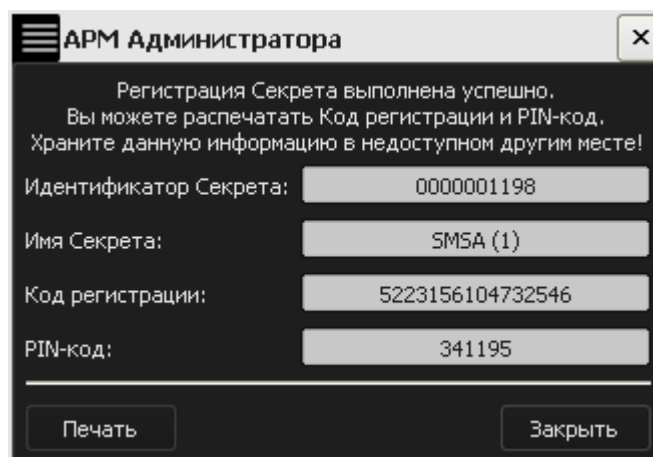 АРМ Администратора
Регистрация Секрета выполнена успешно.
Вы можете распечатать Код регистрации и PIN-код.
Храните данную информацию в недоступном другим месте!
Идентификатор Секрета: 0000001198
Имя Секрета: SMSA (1)
Код регистрации: 5223156104732546
PIN-код: 341195
Печать Закрыть